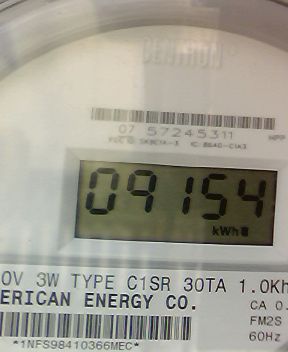 CENTRON
07 57245311
09154
kWh
0V 3W TYPE C1SR 30TA 1.0Kh
ERICAN ENERGY CO.
CA 0.
FM2S
*1NFS98410366MEC*
60Hz